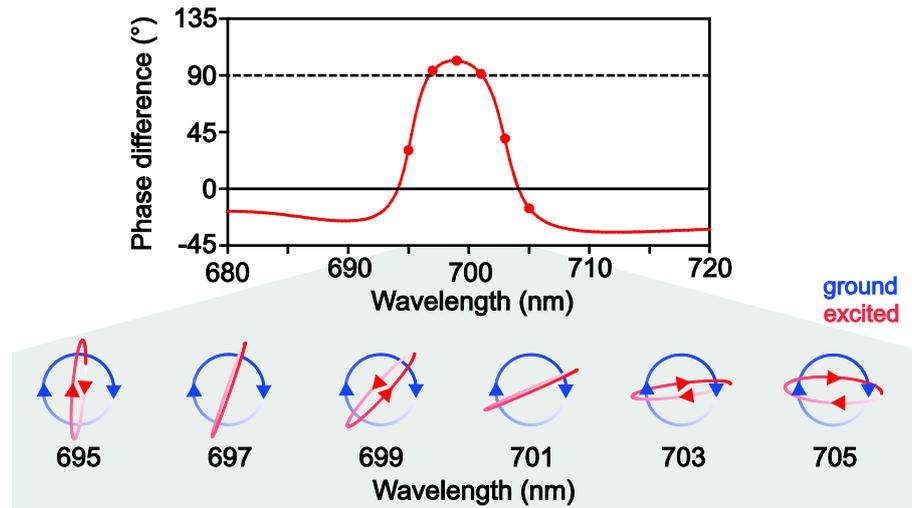 135
90
45
0
-45
Phase difference (°)
680 690 700 710 720
Wavelength (nm)
ground
excited
695 697 699 701 703 705
Wavelength (nm)